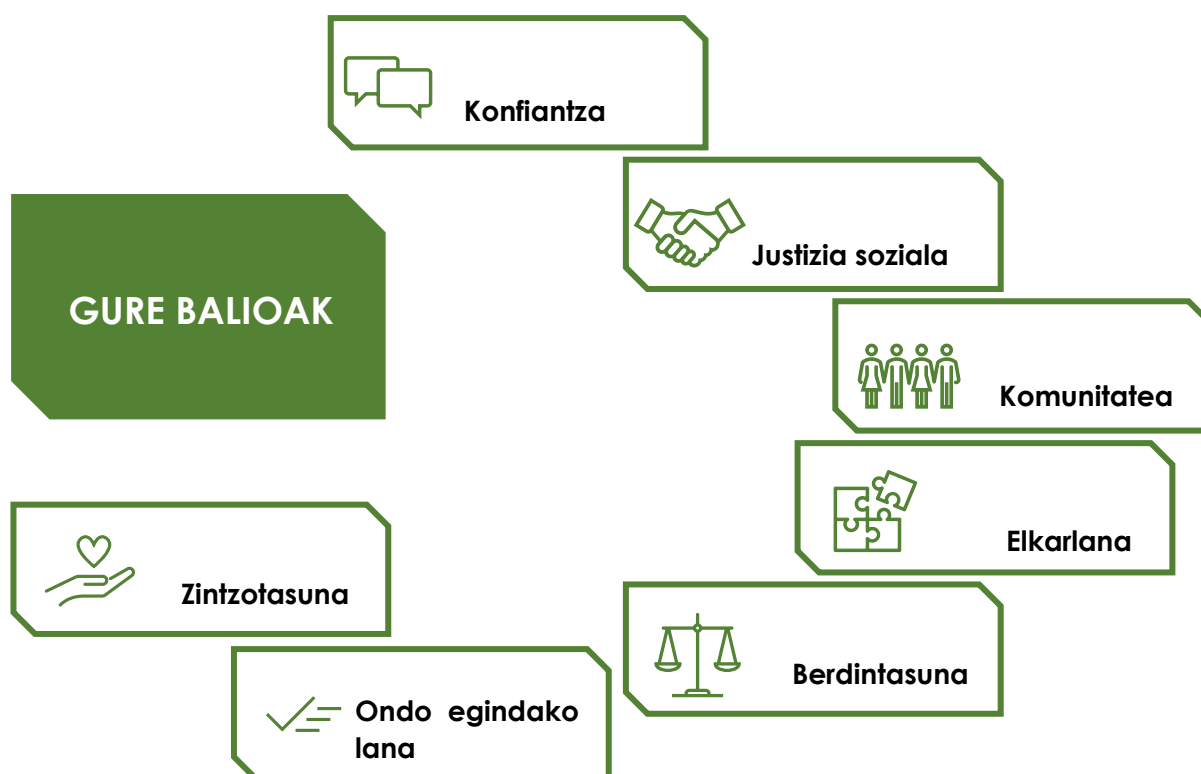 Konfiantza
Justizia soziala
GURE BALIOAK
Komunitatea
Elkarlana
Zintzotasuna
Berdintasuna
Ondo egindako
lana